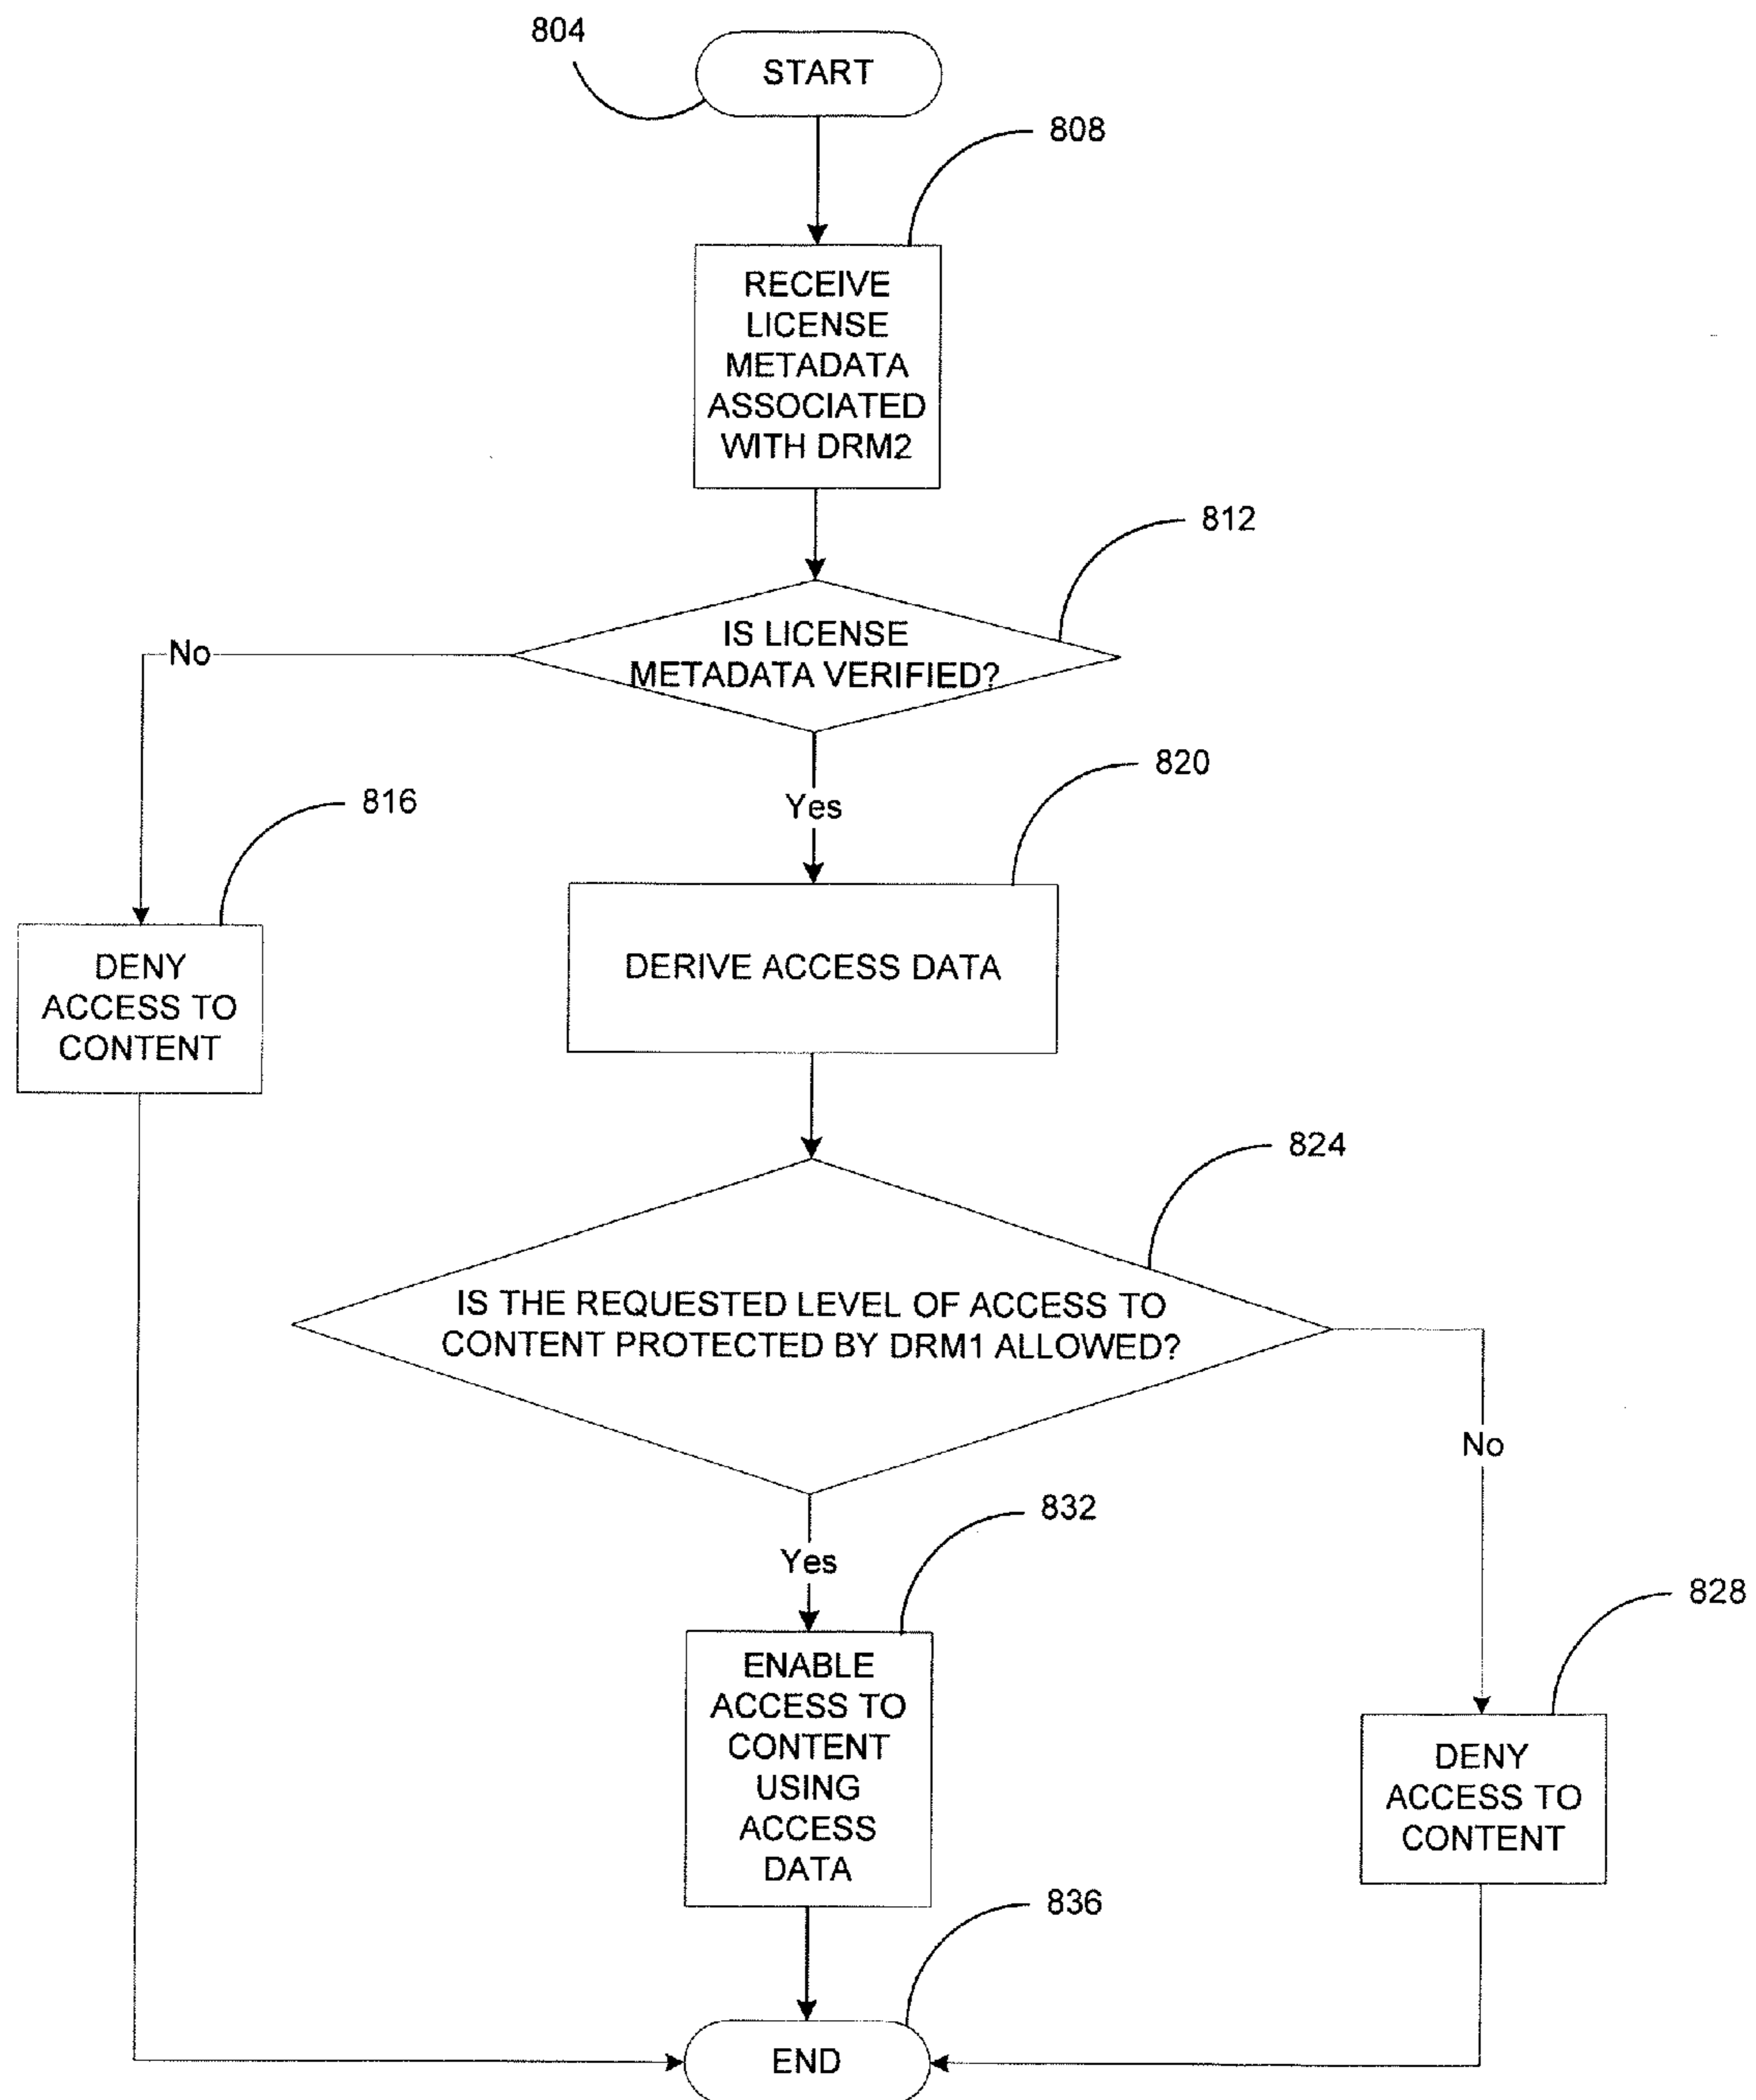 804
START
808
RECEIVE
LICENSE
METADATA
ASSOCIATED
WITH DRM2
812
IS LICENSE
METADATA VERIFIED?
No
Yes
820
816
DENY
ACCESS TO
CONTENT
DERIVE ACCESS DATA
824
IS THE REQUESTED LEVEL OF ACCESS TO
CONTENT PROTECTED BY DRM1 ALLOWED?
No
Yes
832
828
ENABLE
ACCESS TO
CONTENT
USING
ACCESS
DATA
DENY
ACCESS TO
CONTENT
836
END